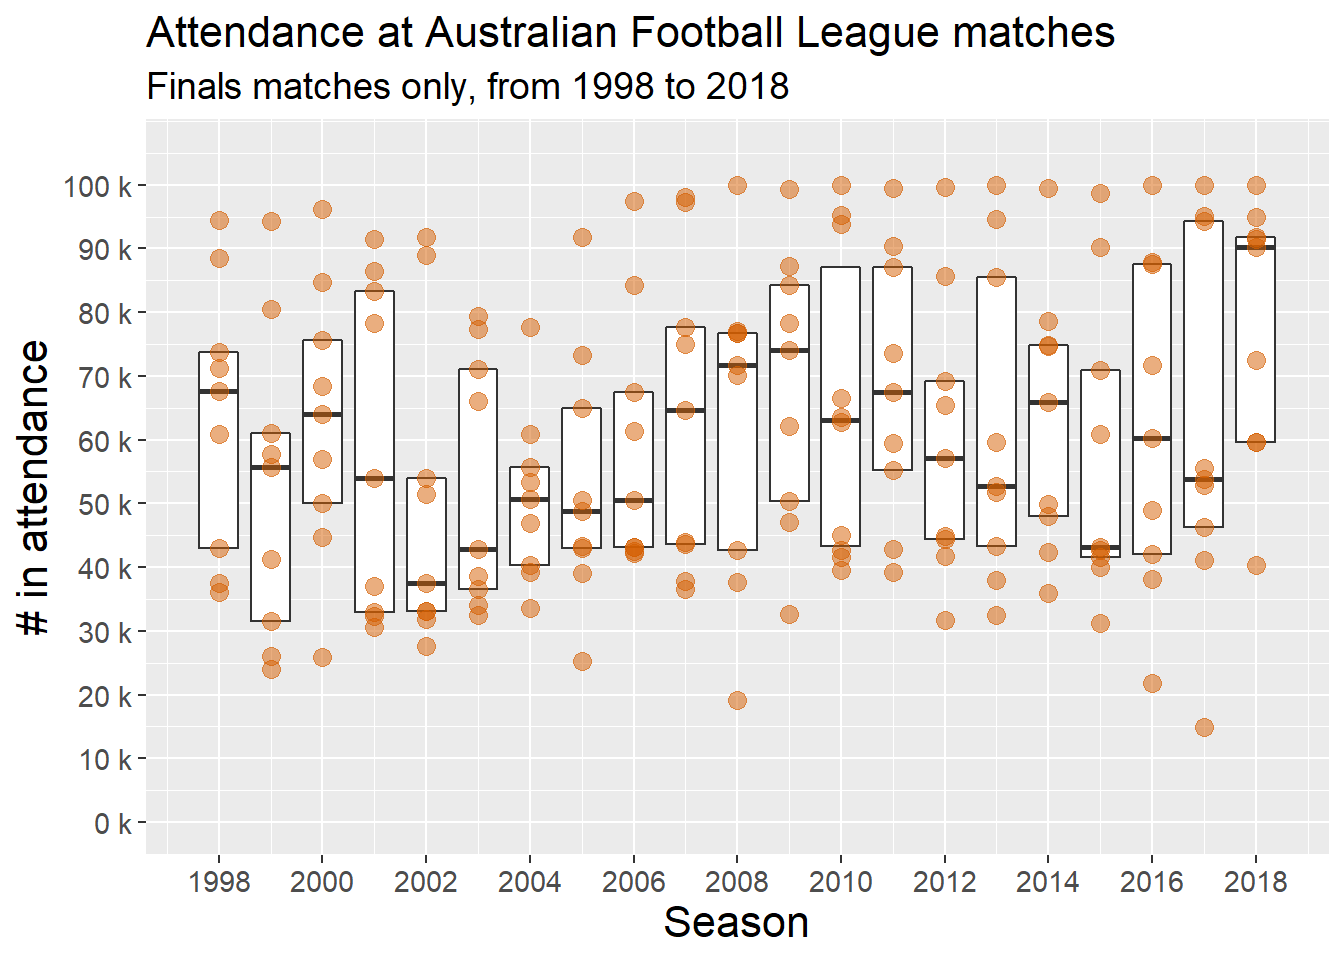 Attendance at Australian Football League matches
Finals matches only, from 1998 to 2018
# in attendance
100 k
90 k
80 k
70 k
60 k
50 k
40 k
30 k
20 k
10 k
0 k
1998 2000 2002 2004 2006 2008 2010 2012 2014 2016 2018
Season